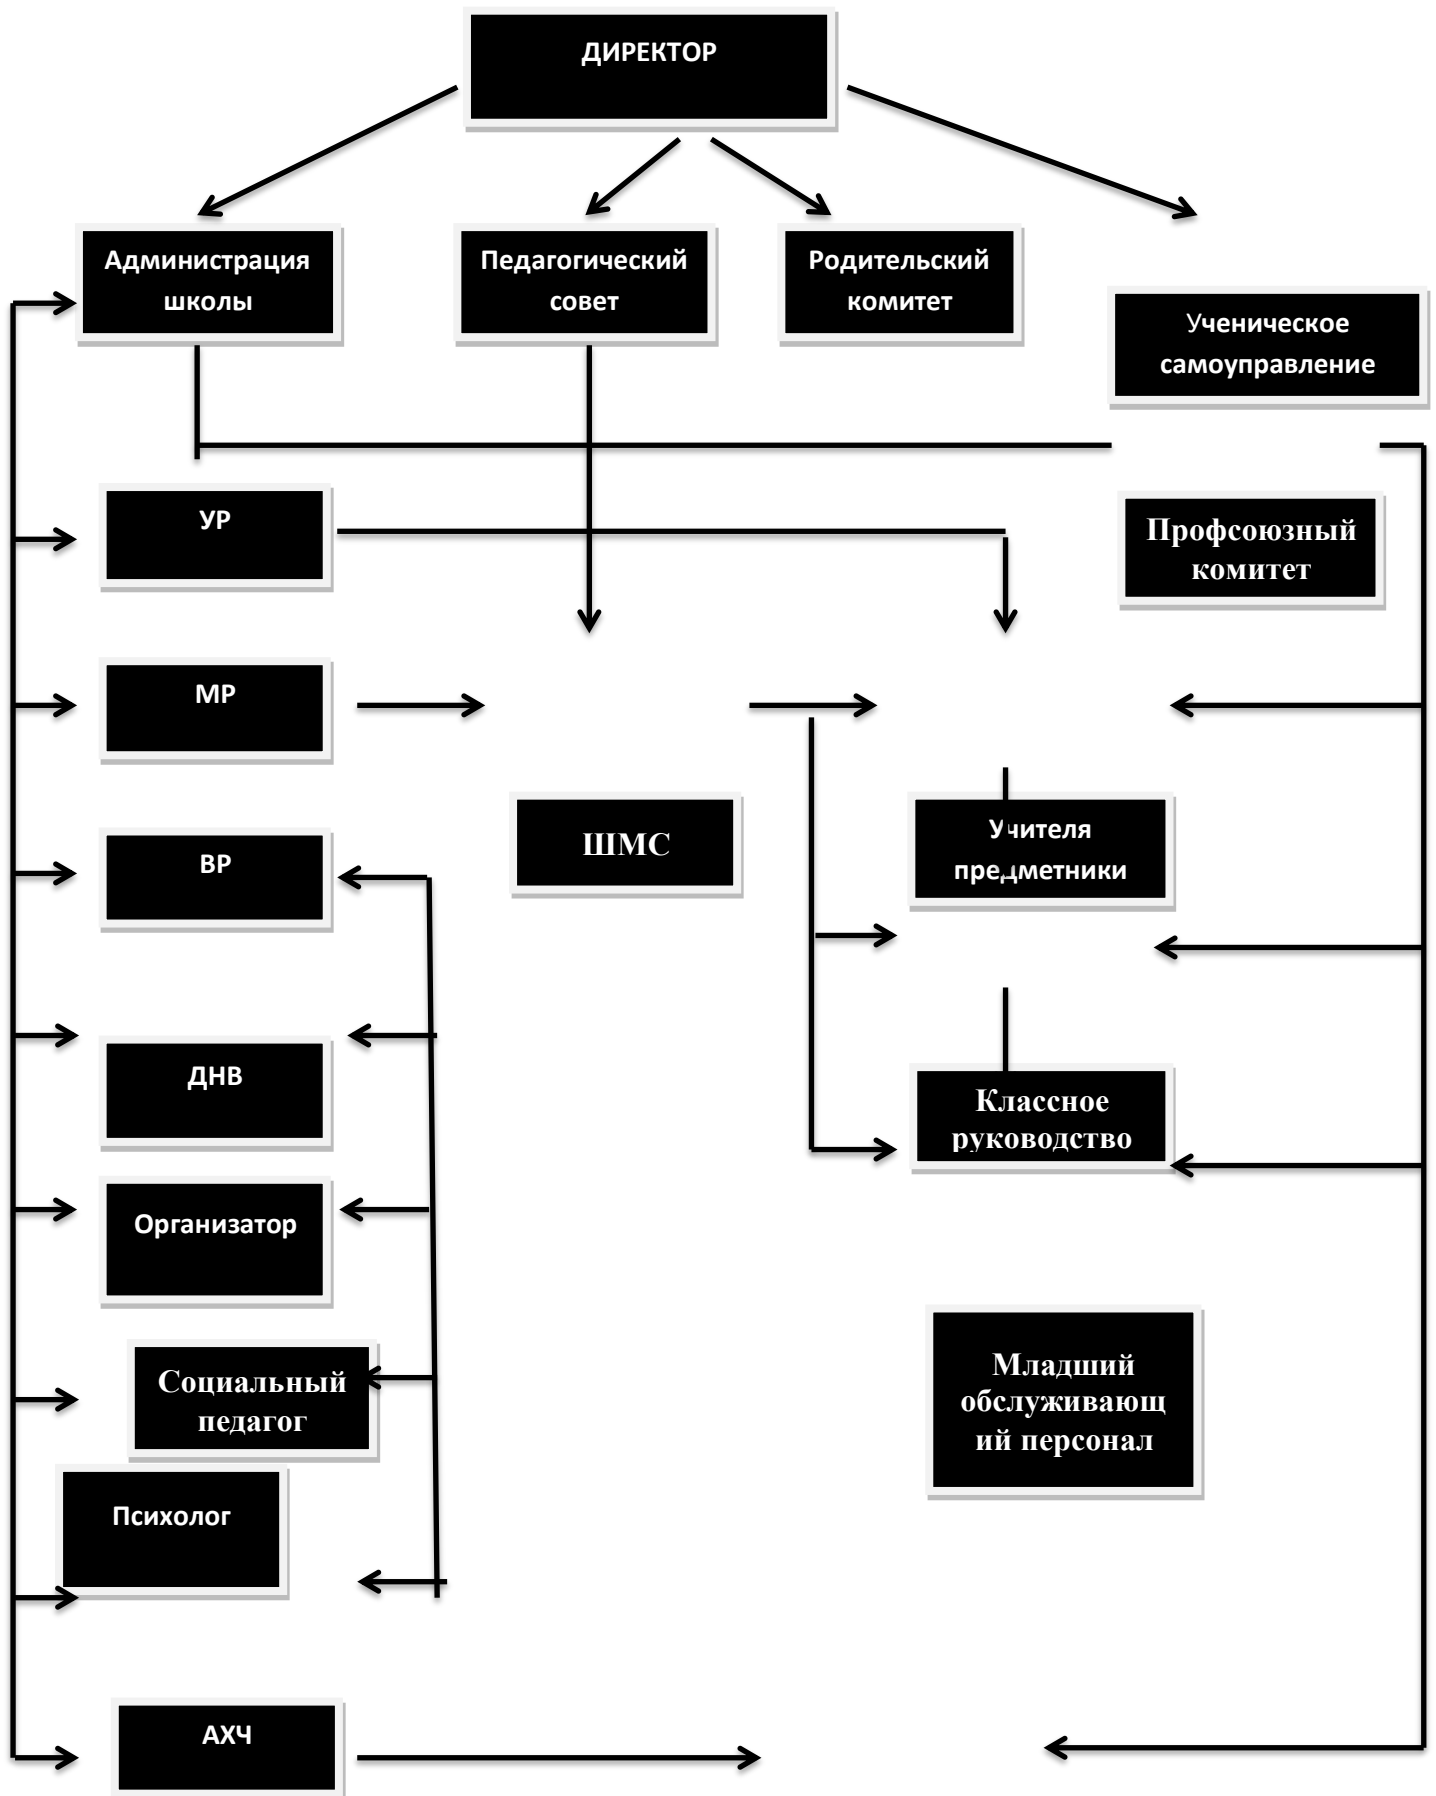 ДИРЕКТОР
Администрация
школы
Педагогический
совет
Родительский
комитет
Ученическое
самоуправление
УР
Профсоюзный
комитет
МР
ШМС
Учителя
предметники
ВР
ДНВ
Классное
руководство
Организатор
Социальный
педагог
Младший
обслуживающ
ий персонал
Психолог
АХЧ